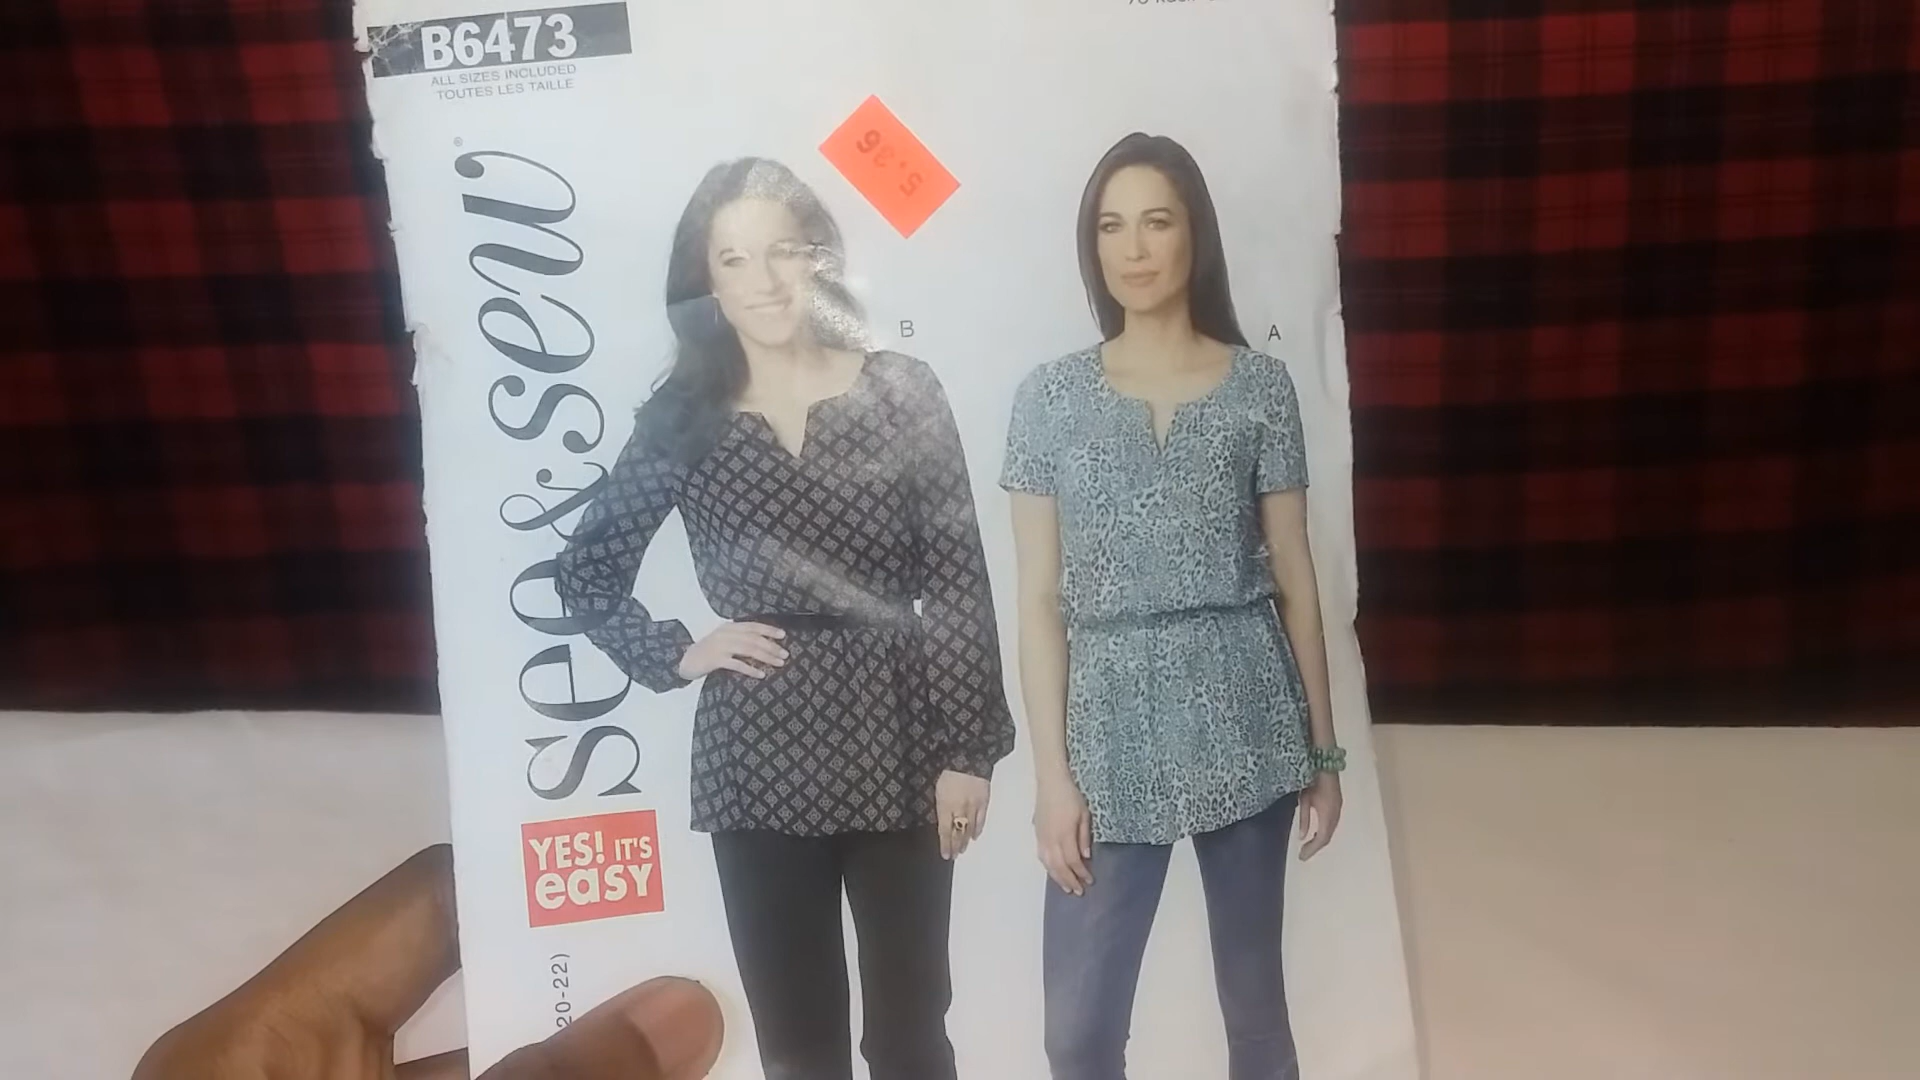 B6473
ALL SIZES INCLUDED
TOUTES LES TAILLE
see&sew®
5.36
B
A
YES! IT'S
easy
20-22)